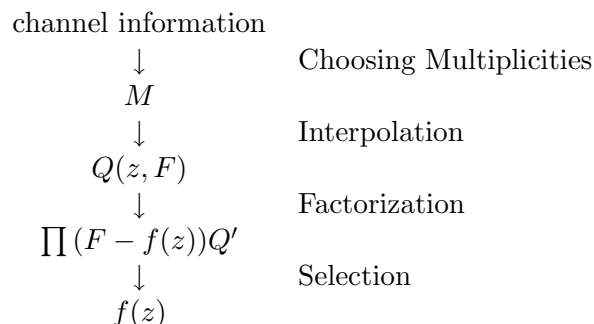 channel information
↓ Choosing Multiplicities
M
↓ Interpolation
Q(z, F)
↓ Factorization
∏ (F − f(z))Q′
↓ Selection
f(z)